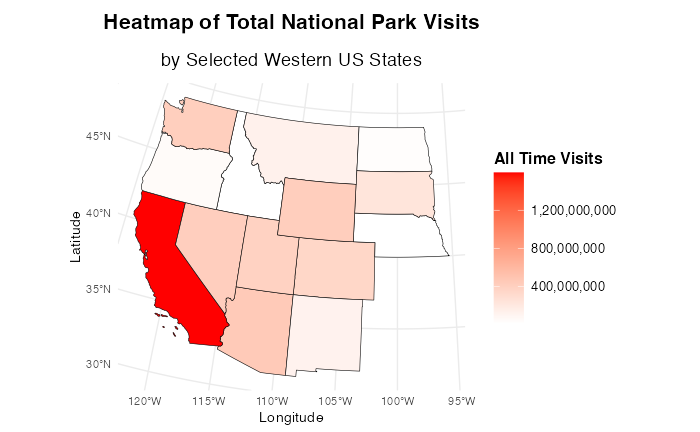 Heatmap of Total National Park Visits
by Selected Western US States
45°N
40°N
35°N
30°N
Latitude
120°W
115°W
110°W
105°W
100°W
95°W
Longitude
All Time Visits
1,200,000,000
800,000,000
400,000,000